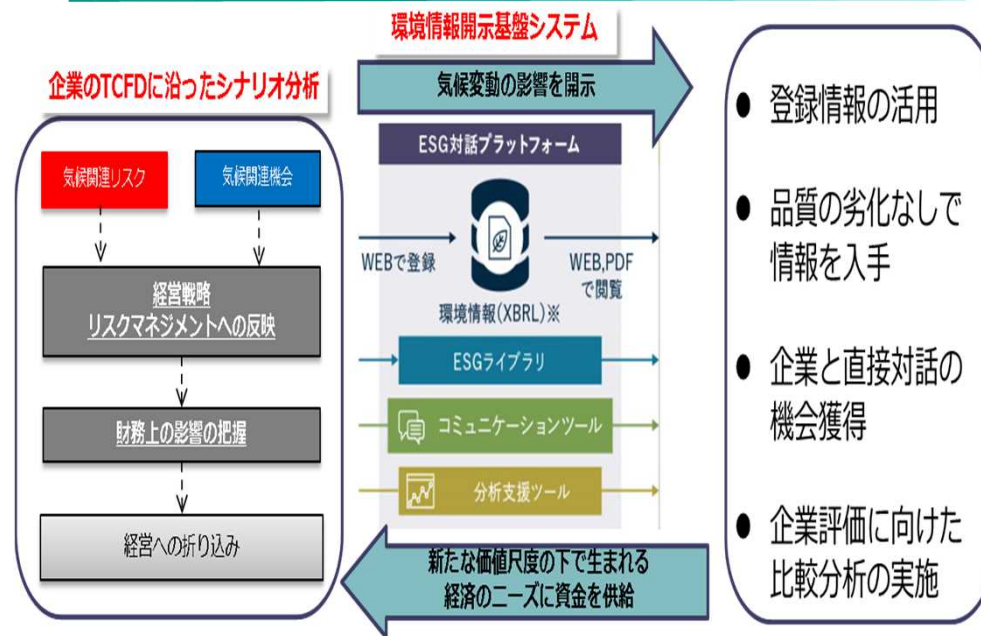 環境情報開示基盤システム
企業のTCFDに沿ったシナリオ分析
気候変動の影響を開示
気候関連リスク
気候関連機会
経営戦略
リスクマネジメントへの反映
財務上の影響の把握
経営への折り込み
ESG対話プラットフォーム
WEBで登録
WEB,PDF
で閲覧
環境情報(XBRL)※
ESGライブラリ
コミュニケーションツール
分析支援ツール
新たな価値尺度の下で生まれる
経済のニーズに資金を供給
● 登録情報の活用
● 品質の劣化なしで
情報を入手
● 企業と直接対話の
機会獲得
● 企業評価に向けた
比較分析の実施